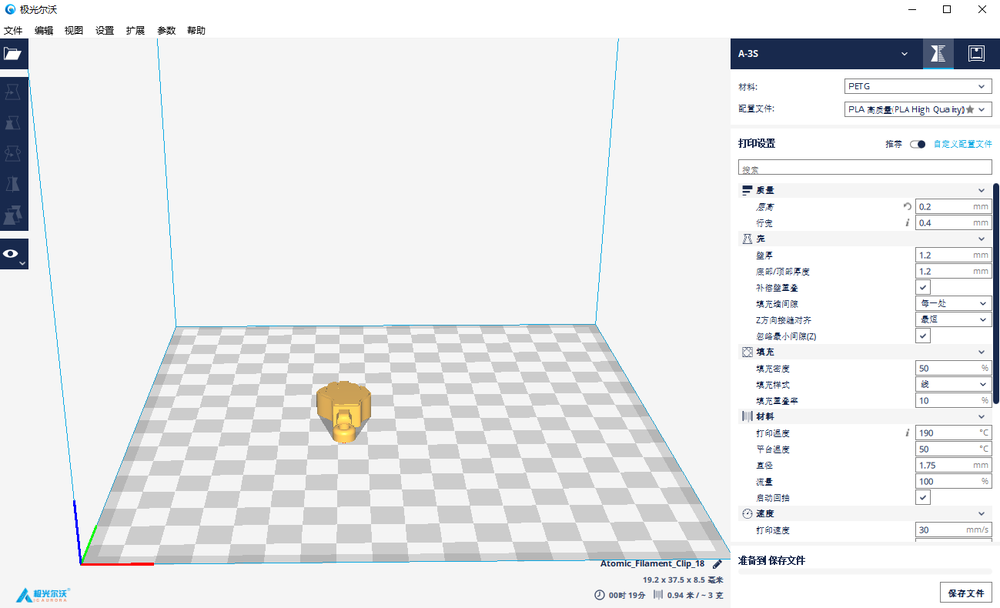 极光尔沃
文件 编辑 视图 设置 扩展 参数 帮助
A-3S
材料: PETG
配置文件: PLA 高质量(PLA High Quality)
打印设置 推荐 自定义配置文件
搜索
质量
层高 0.2 mm
行宽 i 0.4 mm
壳
壁厚 1.2 mm
底部/顶部厚度 1.2 mm
补偿壁重叠
填充墙间隙 每一处
Z方向接缝对齐 最短
忽略最小间隙(Z)
填充
填充密度 50 %
填充样式 线
填充重叠率 10 %
材料
打印温度 i 190 °C
平台温度 50 °C
直径 1.75 mm
流量 100 %
启动回抽
速度
打印速度 30 mm/s
Atomic_Filament_Clip_18
19.2 x 37.5 x 8.5 毫米
00时 19分 0.94 米 / ~ 3 克
准备到 保存文件
保存文件
极光尔沃